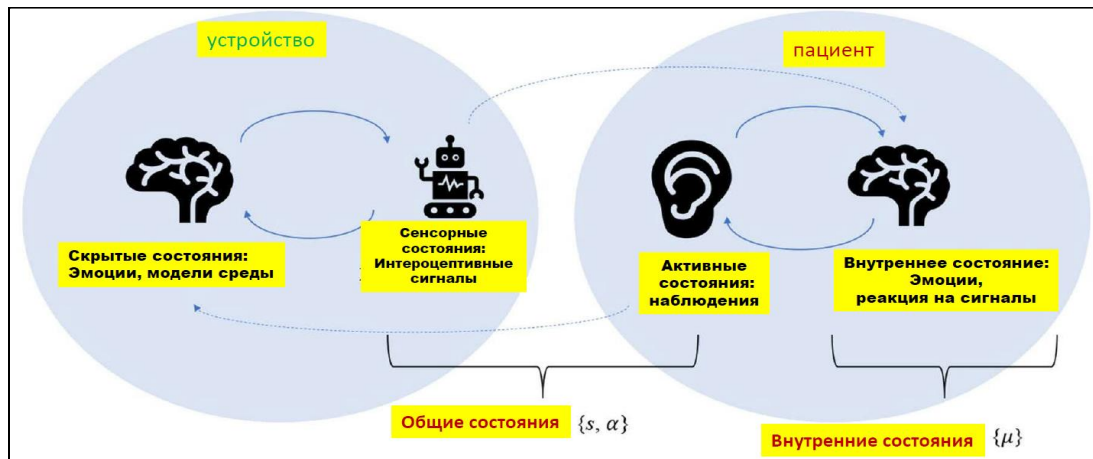 устройство
пациент
Скрытые состояния:
Эмоции, модели среды
Сенсорные
состояния:
Интероцептивные
сигналы
Активные
состояния:
наблюдения
Внутреннее состояние:
Эмоции,
реакция на сигналы
Общие состояния {s, α}
Внутренние состояния {μ}